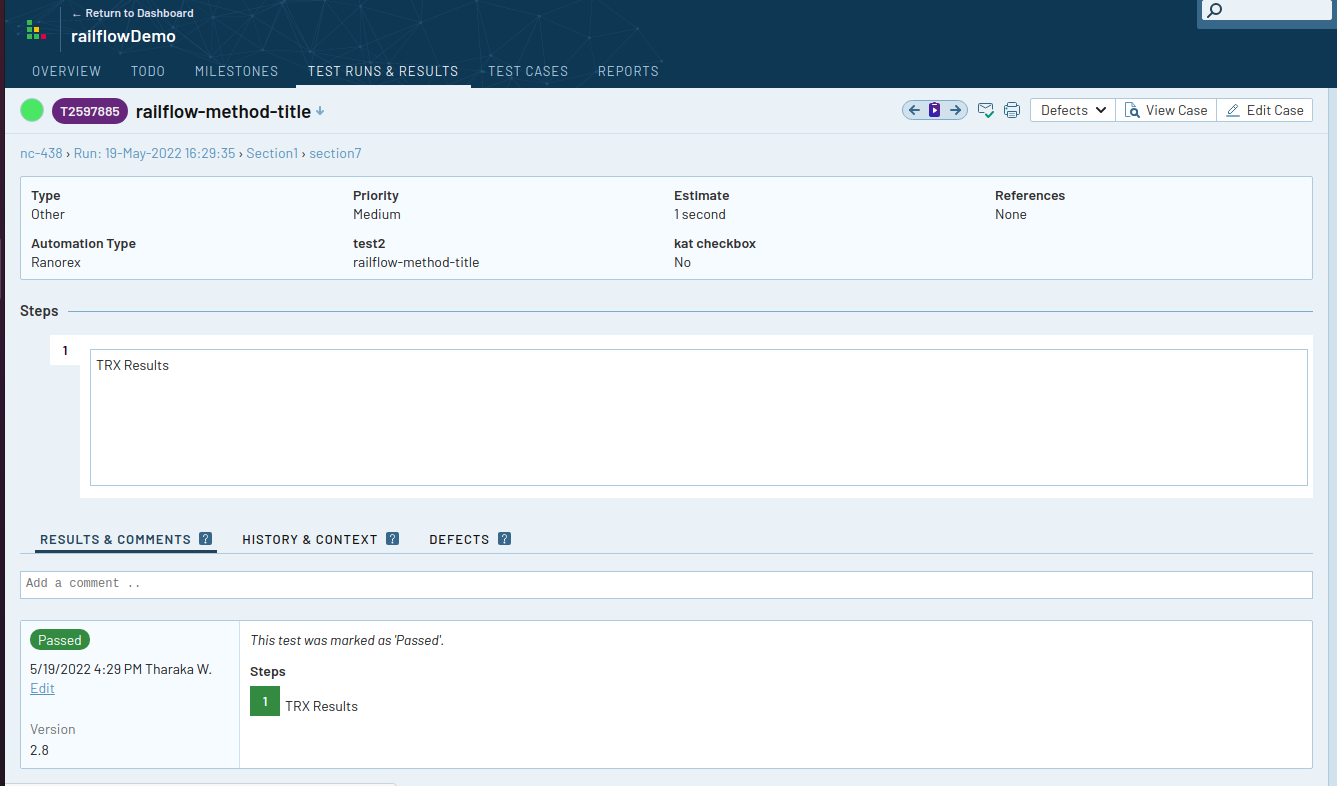 ← Return to Dashboard
railflowDemo
OVERVIEW TODO MILESTONES TEST RUNS & RESULTS TEST CASES REPORTS
T2597885 railflow-method-title Defects View Case Edit Case
nc-438 › Run: 19-May-2022 16:29:35 › Section1 › section7
Type Priority Estimate References
Other Medium 1 second None
Automation Type test2 kat checkbox
Ranorex railflow-method-title No
Steps
1
TRX Results
RESULTS & COMMENTS ? HISTORY & CONTEXT ? DEFECTS ?
Add a comment ..
Passed
5/19/2022 4:29 PM Tharaka W.
Edit
Version
2.8
This test was marked as 'Passed'.
Steps
1 TRX Results